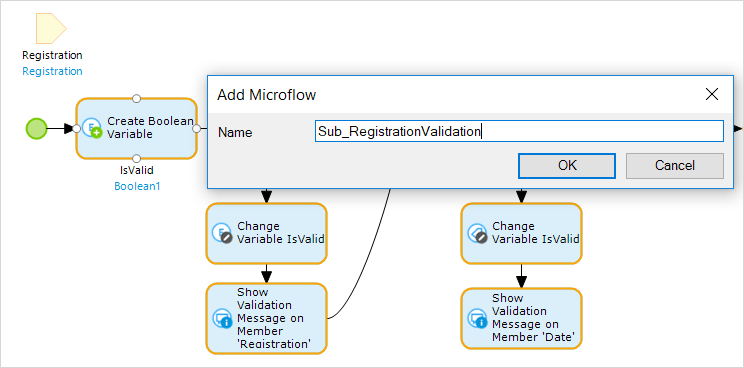 Registration
Registration
Create Boolean
Variable
IsValid
Boolean1
Add Microflow
Name
Sub_RegistrationValidation
OK
Cancel
Change
Variable IsValid
Show
Validation
Message on
Member
'Registration'
Change
Variable IsValid
Show
Validation
Message on
Member 'Date'